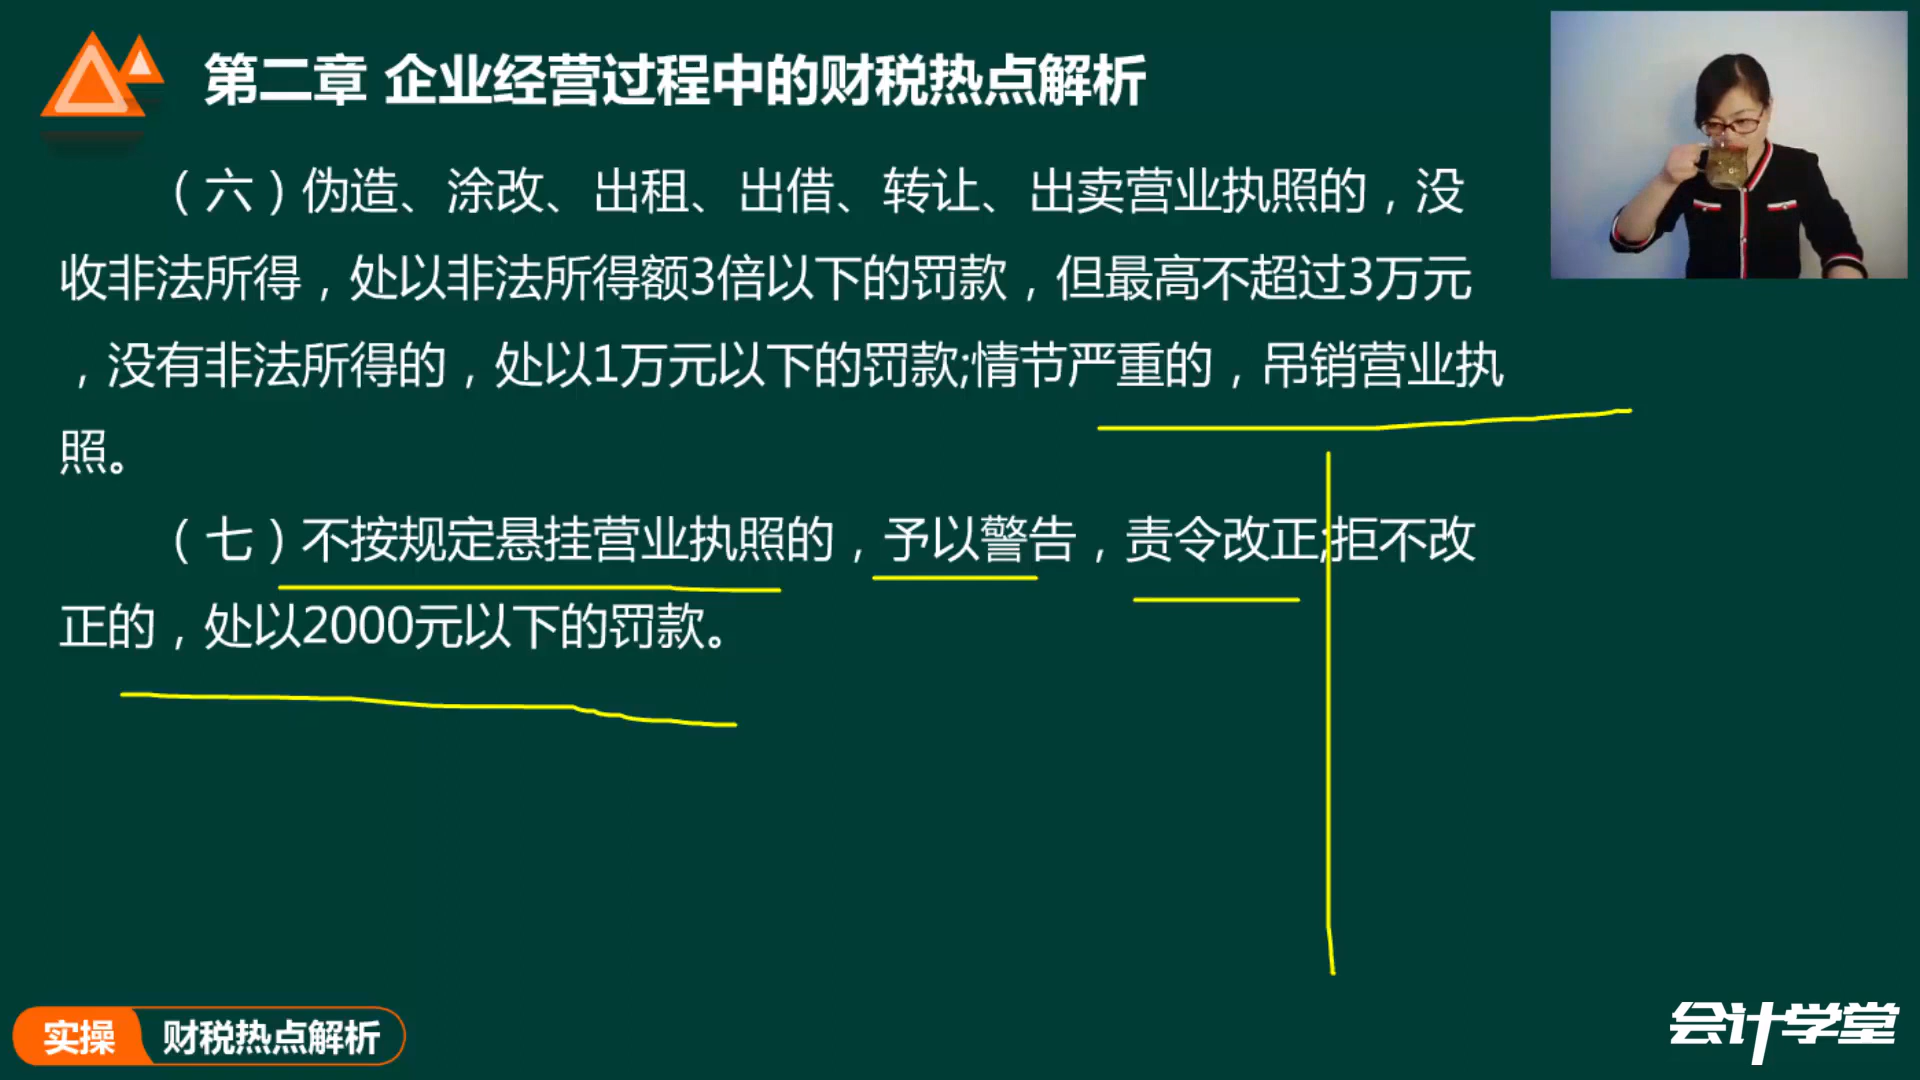 第二章 企业经营过程中的财税热点解析
（六）伪造、涂改、出租、出借、转让、出卖营业执照的，没
收非法所得，处以非法所得额3倍以下的罚款，但最高不超过3万元
，没有非法所得的，处以1万元以下的罚款;情节严重的，吊销营业执
照。
（七）不按规定悬挂营业执照的，予以警告，责令改正;拒不改
正的，处以2000元以下的罚款。
实操 财税热点解析
会计学堂